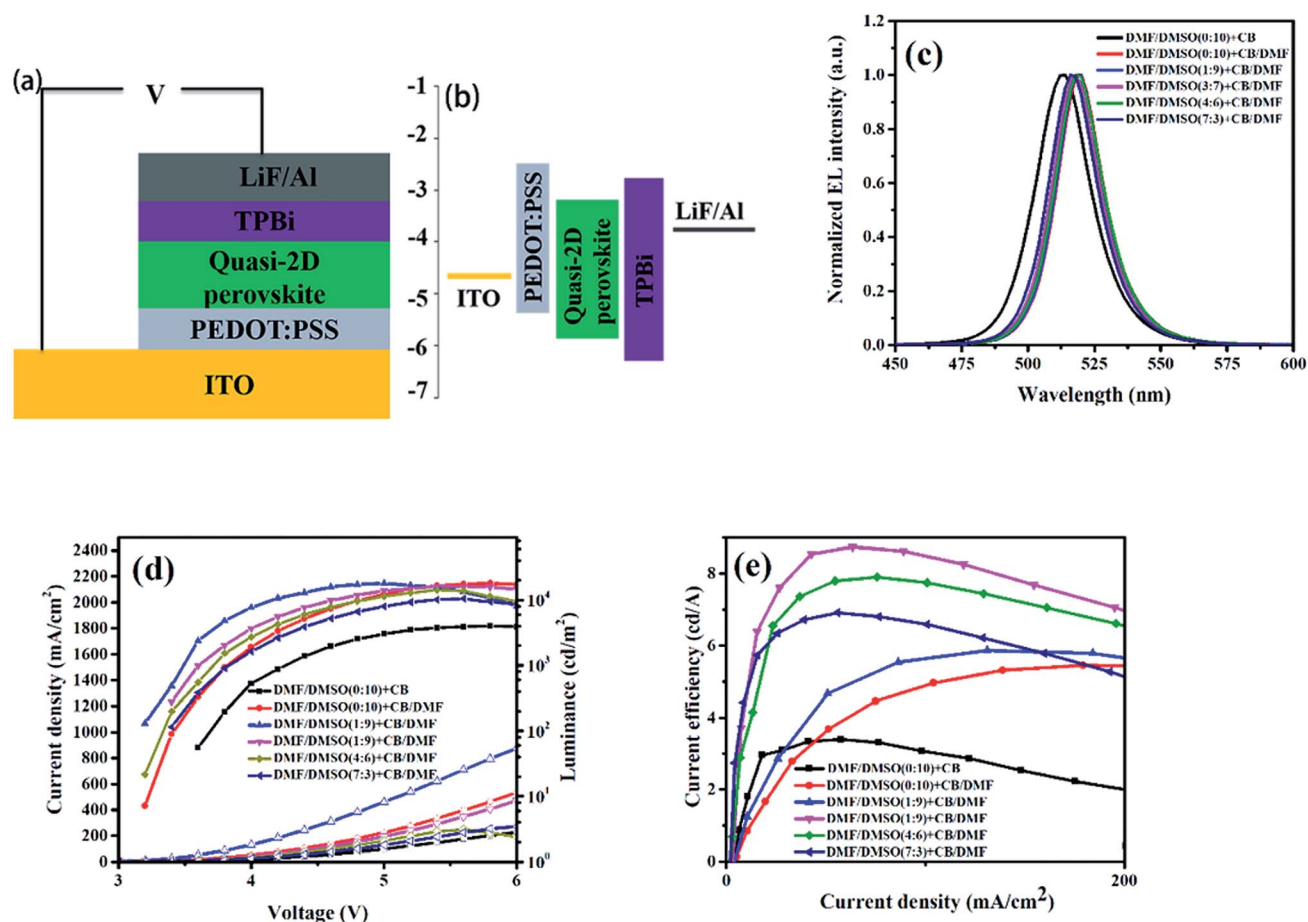 (a)
V
LiF/Al
TPBi
Quasi-2D
perovskite
PEDOT:PSS
ITO
(b)
-1
-2
-3
-4
-5
-6
-7
ITO
PEDOT:PSS
Quasi-2D
perovskite
TPBi
LiF/Al
(c)
Normalized EL intensity (a.u.)
1.2
1.0
0.8
0.6
0.4
0.2
0.0
DMF/DMSO(0:10)+CB
DMF/DMSO(0:10)+CB/DMF
DMF/DMSO(1:9)+CB/DMF
DMF/DMSO(3:7)+CB/DMF
DMF/DMSO(4:6)+CB/DMF
DMF/DMSO(7:3)+CB/DMF
450 475 500 525 550 575 600
Wavelength (nm)
(d)
Current density (mA/cm²)
2400
2200
2000
1800
1600
1400
1200
1000
800
600
400
200
0
DMF/DMSO(0:10)+CB
DMF/DMSO(0:10)+CB/DMF
DMF/DMSO(1:9)+CB/DMF
DMF/DMSO(1:9)+CB/DMF
DMF/DMSO(4:6)+CB/DMF
DMF/DMSO(7:3)+CB/DMF
10⁴
10³
10²
10¹
10⁰
Luminance (cd/m²)
3 4 5 6
Voltage (V)
(e)
Current efficiency (cd/A)
8
6
4
2
0
DMF/DMSO(0:10)+CB
DMF/DMSO(0:10)+CB/DMF
DMF/DMSO(1:9)+CB/DMF
DMF/DMSO(1:9)+CB/DMF
DMF/DMSO(4:6)+CB/DMF
DMF/DMSO(7:3)+CB/DMF
0 200
Current density (mA/cm²)